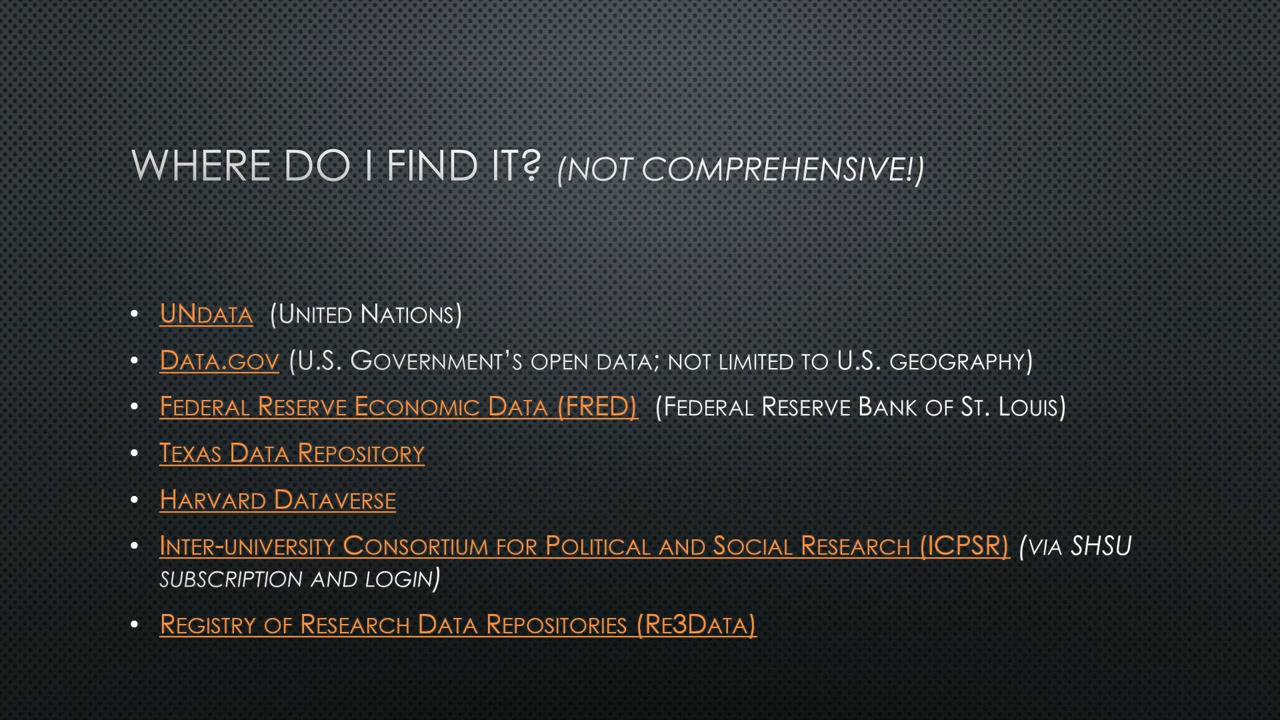 WHERE DO I FIND IT? (NOT COMPREHENSIVE!)
• UNDATA (UNITED NATIONS)
• DATA.GOV (U.S. GOVERNMENT’S OPEN DATA; NOT LIMITED TO U.S. GEOGRAPHY)
• FEDERAL RESERVE ECONOMIC DATA (FRED) (FEDERAL RESERVE BANK OF ST. LOUIS)
• TEXAS DATA REPOSITORY
• HARVARD DATAVERSE
• INTER-UNIVERSITY CONSORTIUM FOR POLITICAL AND SOCIAL RESEARCH (ICPSR) (VIA SHSU
SUBSCRIPTION AND LOGIN)
• REGISTRY OF RESEARCH DATA REPOSITORIES (RE3DATA)